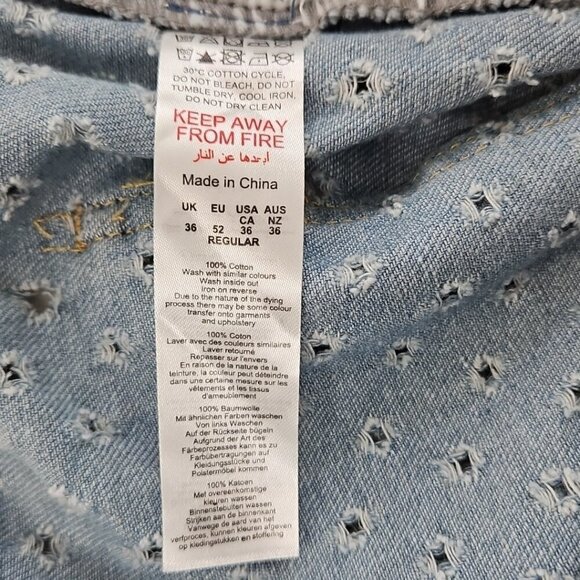 30°C COTTON CYCLE,
DO NOT BLEACH, DO NOT
TUMBLE DRY, COOL IRON,
DO NOT DRY CLEAN
KEEP AWAY
FROM FIRE
أبعدها عن النار
Made in China
UK EU USA AUS
CA NZ
36 52 36 36
REGULAR
100% Cotton
Wash with similar colours
Wash inside out
Iron on reverse
Due to the nature of the dying
process there may be some colour
transfer onto garments
and upholstery
100% Coton
Laver avec des couleurs similaires
Laver retourné
Repasser sur l'envers
En raison de la nature de la
teinture, la couleur peut déteindre
dans une certaine mesure sur les
vêtements et les tissus
d'ameublement
100% Baumwolle
Mit ähnlichen Farben waschen
Von links Waschen
Auf der Rückseite bügeln
Aufgrund der Art des
Färbeprozesses kann es zu
Farbübertragungen auf
Kleidungsstücke und
Polstermöbel kommen
100% Katoen
Met overeenkomstige
kleuren wassen
Binnenstebuiten wassen
Strijken aan de binnenkant
Vanwege de aard van het
verfproces, kunnen kleuren afgeven
op kledingstukken en stoffering